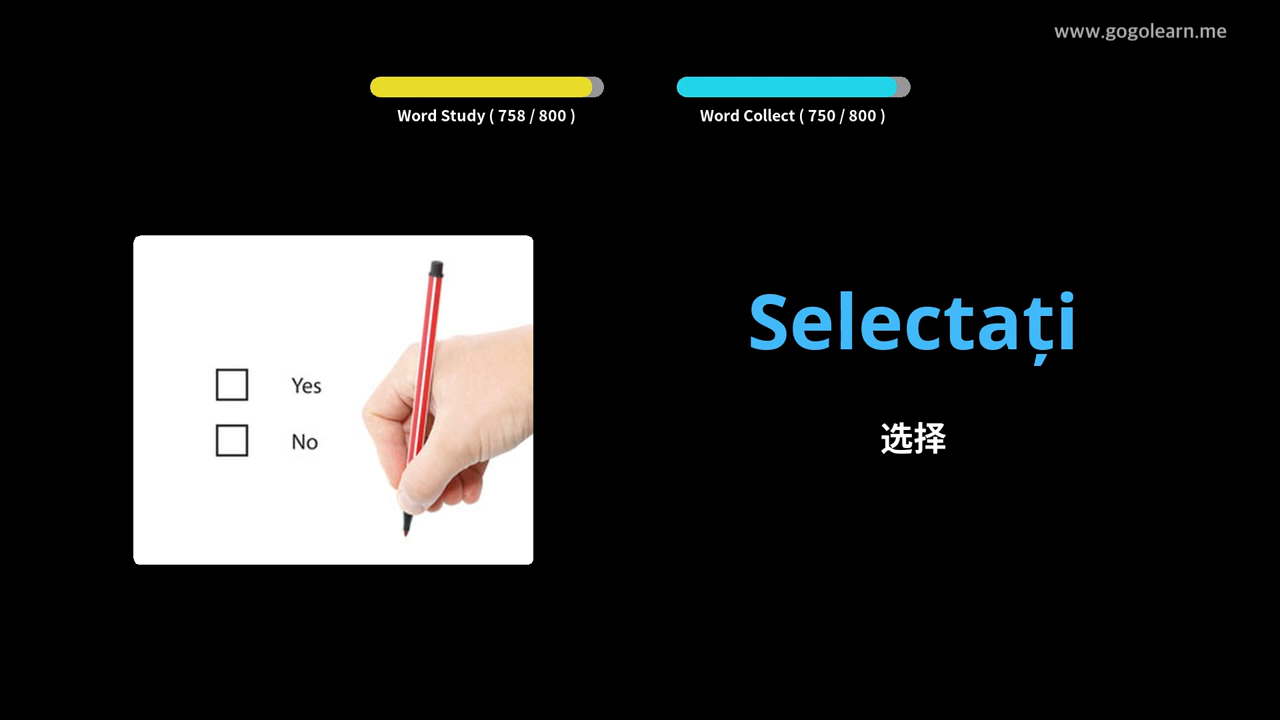 www.gogolearn.me
Word Study ( 758 / 800 )
Word Collect ( 750 / 800 )
Yes
No
Selectați
选择